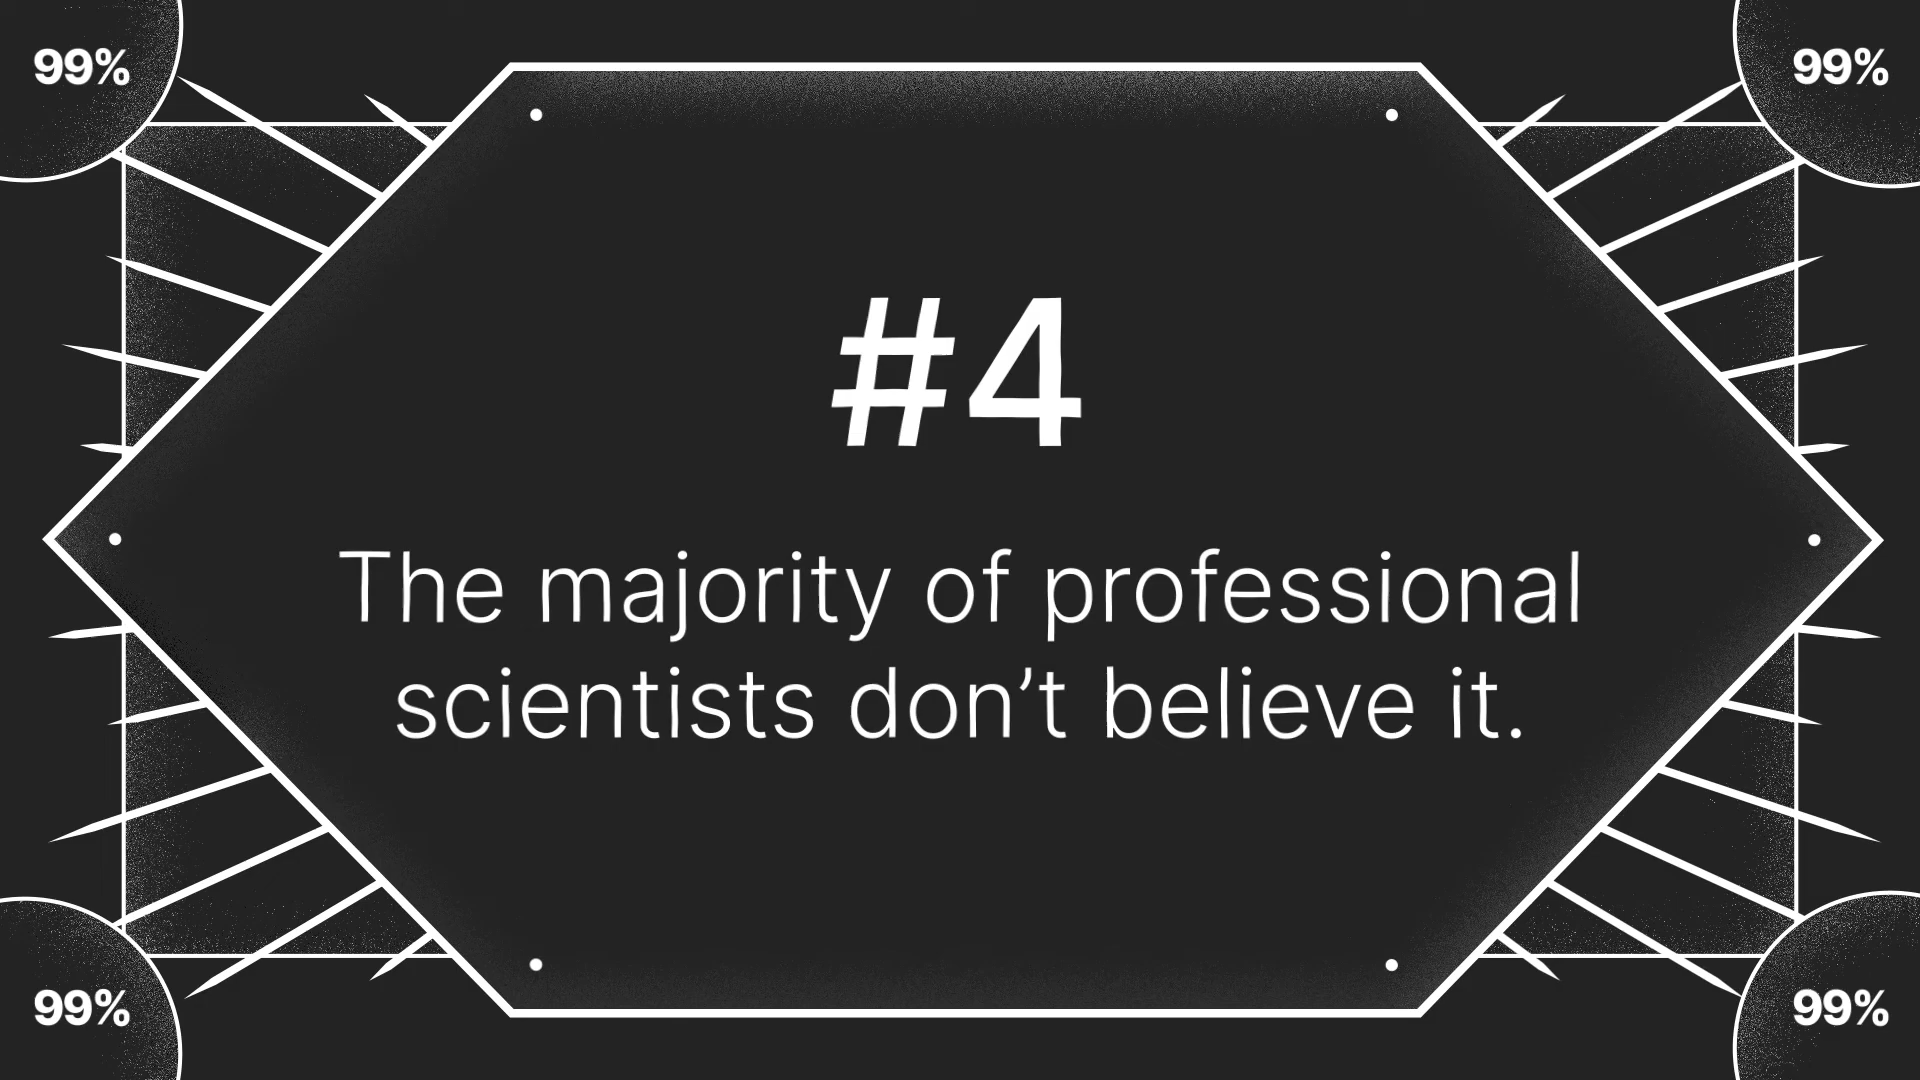 99%
99%
#4
The majority of professional
scientists don’t believe it.
99%
99%